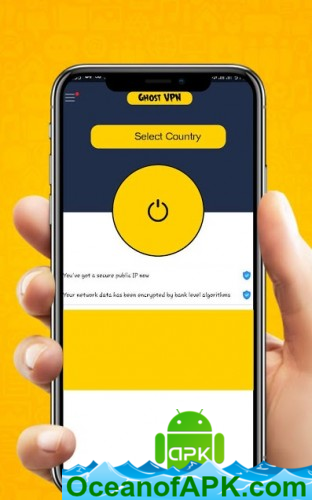 GHOST VPN
Select Country
You've got a secure public IP now
Your network data has been encrypted by bank level algorithms
APK
OceanofAPK.com